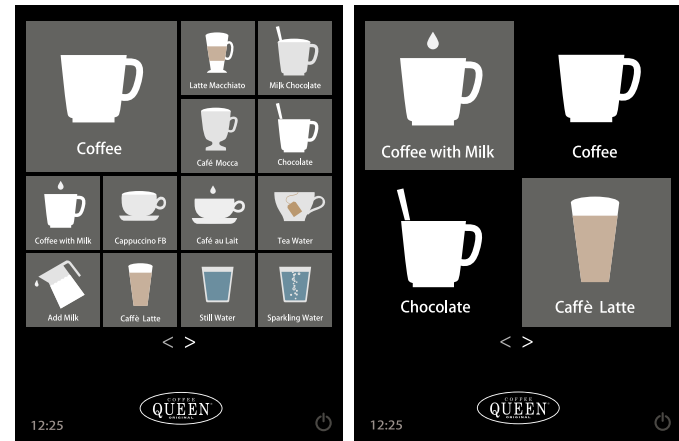 Latte Macchiato
Milk Chocolate
Coffee
Café Mocca
Chocolate
Coffee with Milk
Cappuccino FB
Café au Lait
Tea Water
Add Milk
Caffè Latte
Still Water
Sparkling Water
< >
COFFEE
QUEEN
ORIGINAL
12:25
Coffee with Milk
Coffee
Chocolate
Caffè Latte
< >
COFFEE
QUEEN
ORIGINAL
12:25